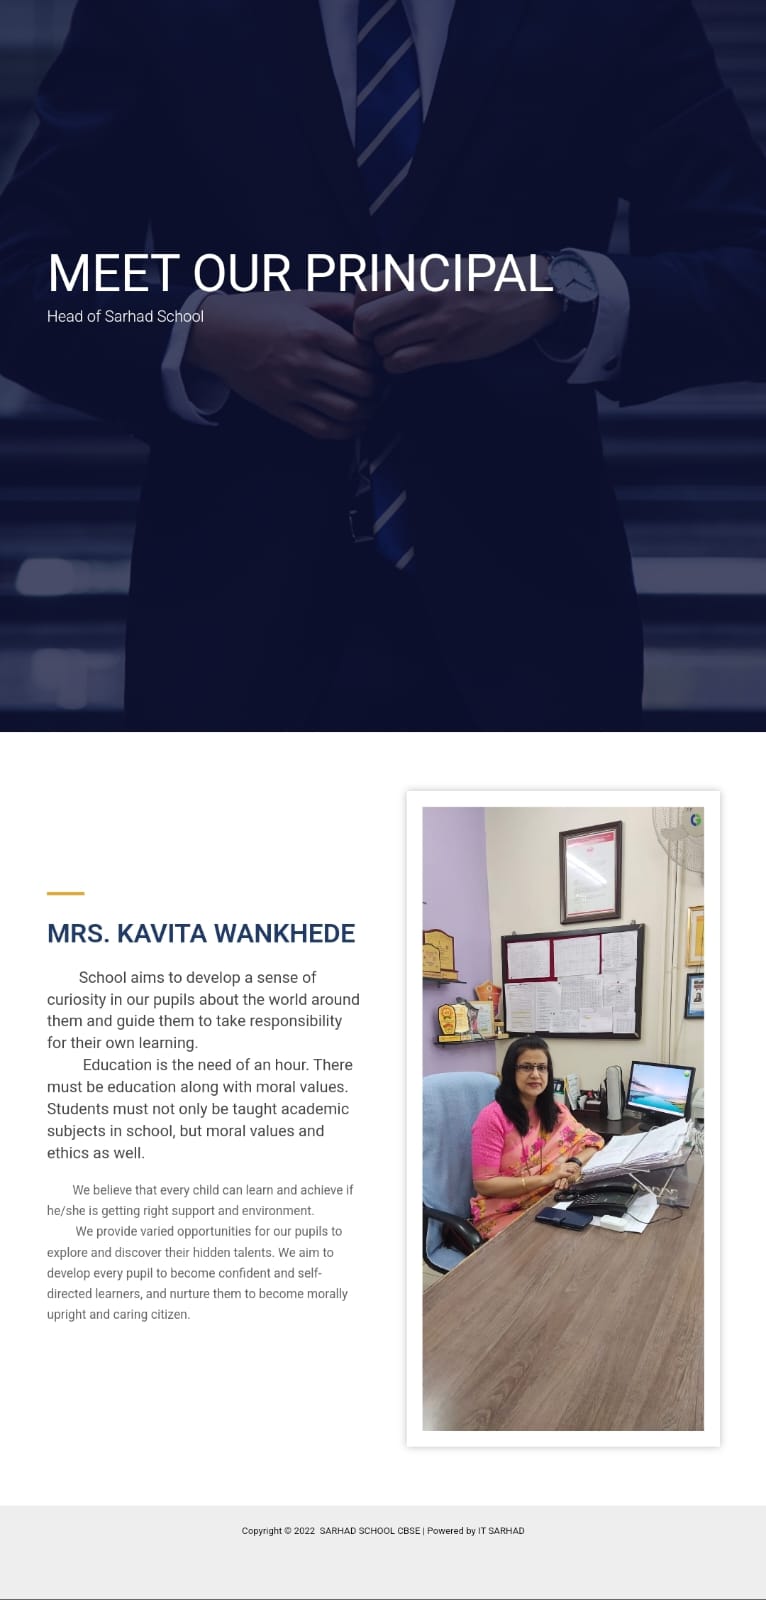 MEET OUR PRINCIPAL
Head of Sarhad School
MRS. KAVITA WANKHEDE
School aims to develop a sense of
curiosity in our pupils about the world around
them and guide them to take responsibility
for their own learning.
Education is the need of an hour. There
must be education along with moral values.
Students must not only be taught academic
subjects in school, but moral values and
ethics as well.
We believe that every child can learn and achieve if
he/she is getting right support and environment.
We provide varied opportunities for our pupils to
explore and discover their hidden talents. We aim to
develop every pupil to become confident and self-
directed learners, and nurture them to become morally
upright and caring citizen.
Copyright © 2022 SARHAD SCHOOL CBSE | Powered by IT SARHAD